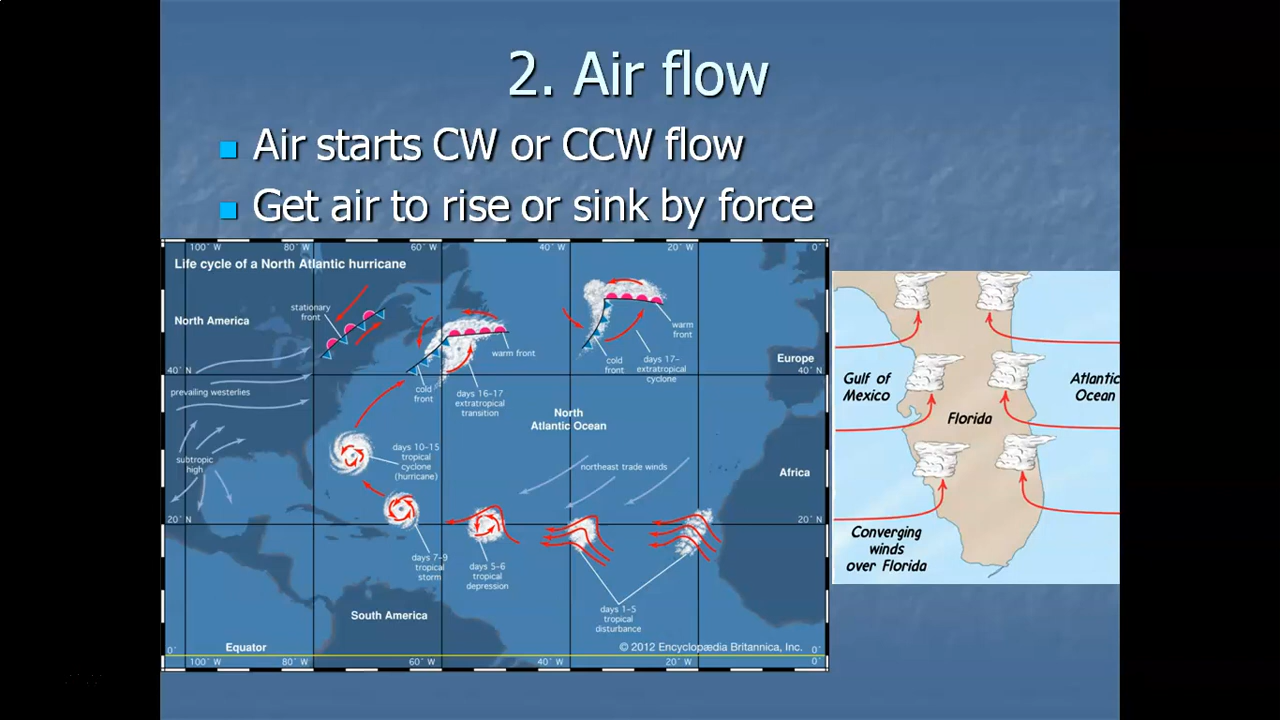 2. Air flow
Air starts CW or CCW flow
Get air to rise or sink by force
100° W
80° W
60° W
40° W
20° W
0°
Life cycle of a North Atlantic hurricane
North America
stationary
front
warm front
cold
front
days 16–17
extratropical
transition
warm
front
cold
front
days 17–
extratropical
cyclone
Europe
40° N
40° N
prevailing westerlies
North
Atlantic Ocean
subtropic
high
days 10–15
tropical
cyclone
(hurricane)
northeast trade winds
Africa
20° N
20° N
days 7–9
tropical
storm
days 5–6
tropical
depression
days 1–5
tropical
disturbance
South America
Equator
© 2012 Encyclopædia Britannica, Inc.
0°
0°
100° W
80° W
60° W
40° W
20° W
0°
Gulf of
Mexico
Atlantic
Ocean
Florida
Converging
winds
over Florida